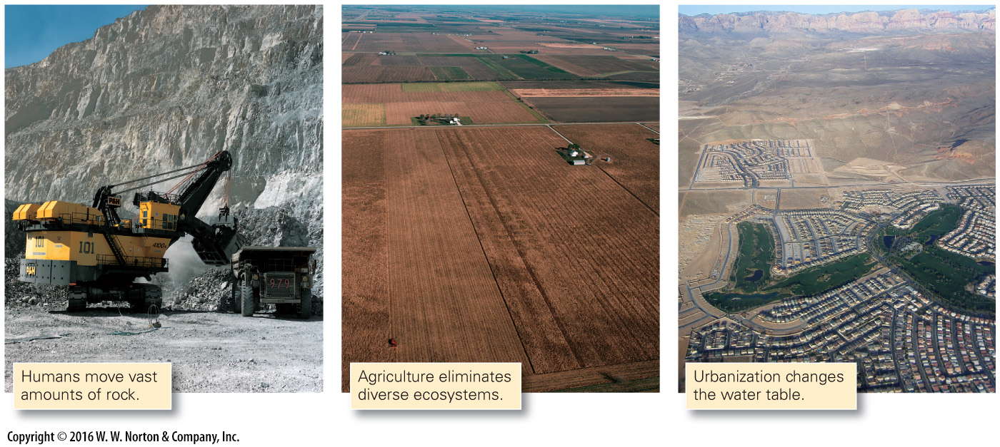 P&H
101
101
4100A
P&H
979
Humans move vast
amounts of rock.
Agriculture eliminates
diverse ecosystems.
Urbanization changes
the water table.
Copyright © 2016 W. W. Norton & Company, Inc.